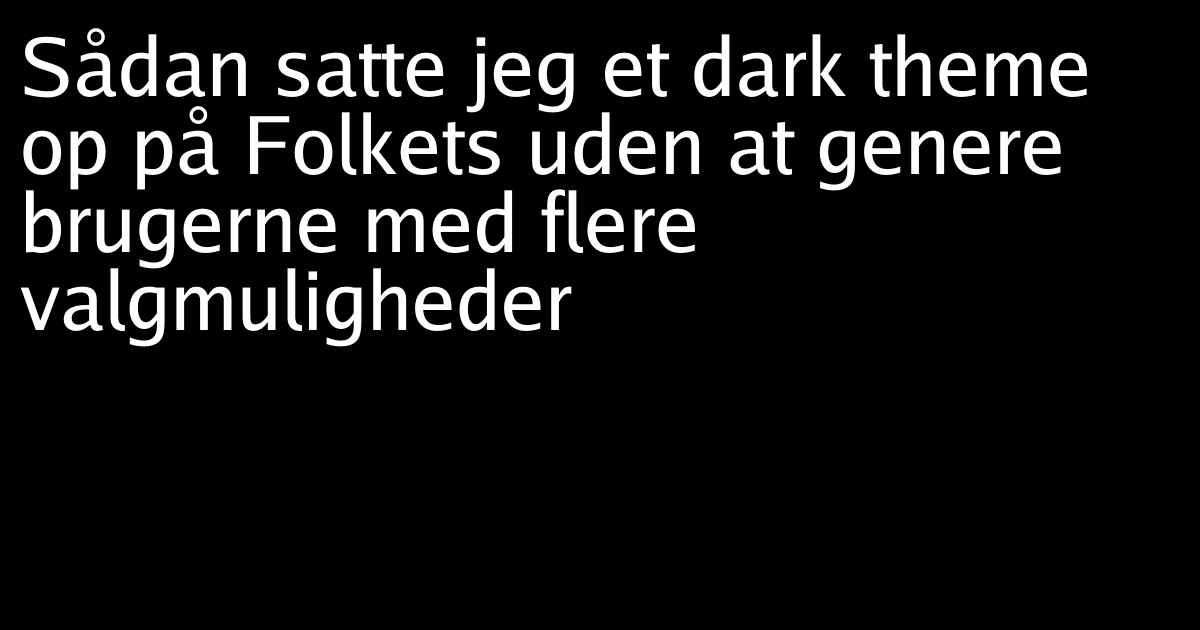 Sådan satte jeg et dark theme
op på Folkets uden at genere
brugerne med flere
valgmuligheder